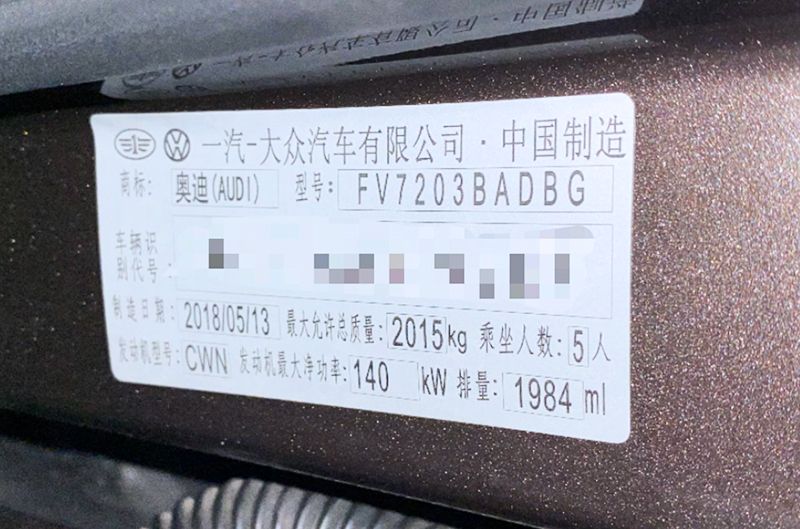 一汽-大众汽车有限公司·中国制造
商标: 奥迪(AUDI) 型号: FV7203BADBG
车辆识别代号:
制造日期: 2018/05/13 最大允许总质量: 2015kg 乘坐人数: 5人
发动机型号: CWN 发动机最大净功率: 140 kW 排量: 1984 ml